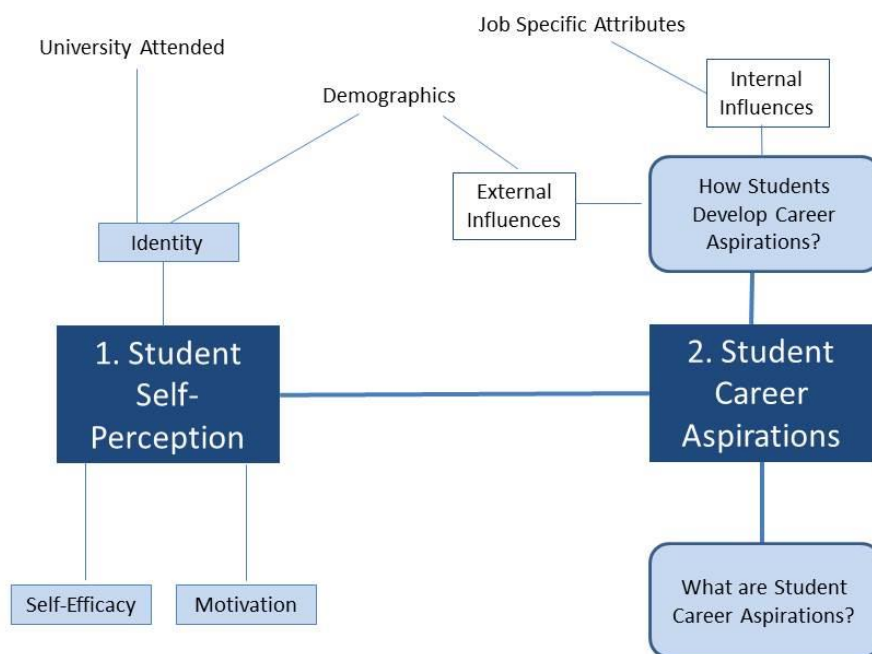 Job Specific Attributes
University Attended
Internal
Influences
Demographics
External
Influences
How Students
Develop Career
Aspirations?
Identity
1. Student
Self-
Perception
2. Student
Career
Aspirations
Self-Efficacy
Motivation
What are Student
Career Aspirations?